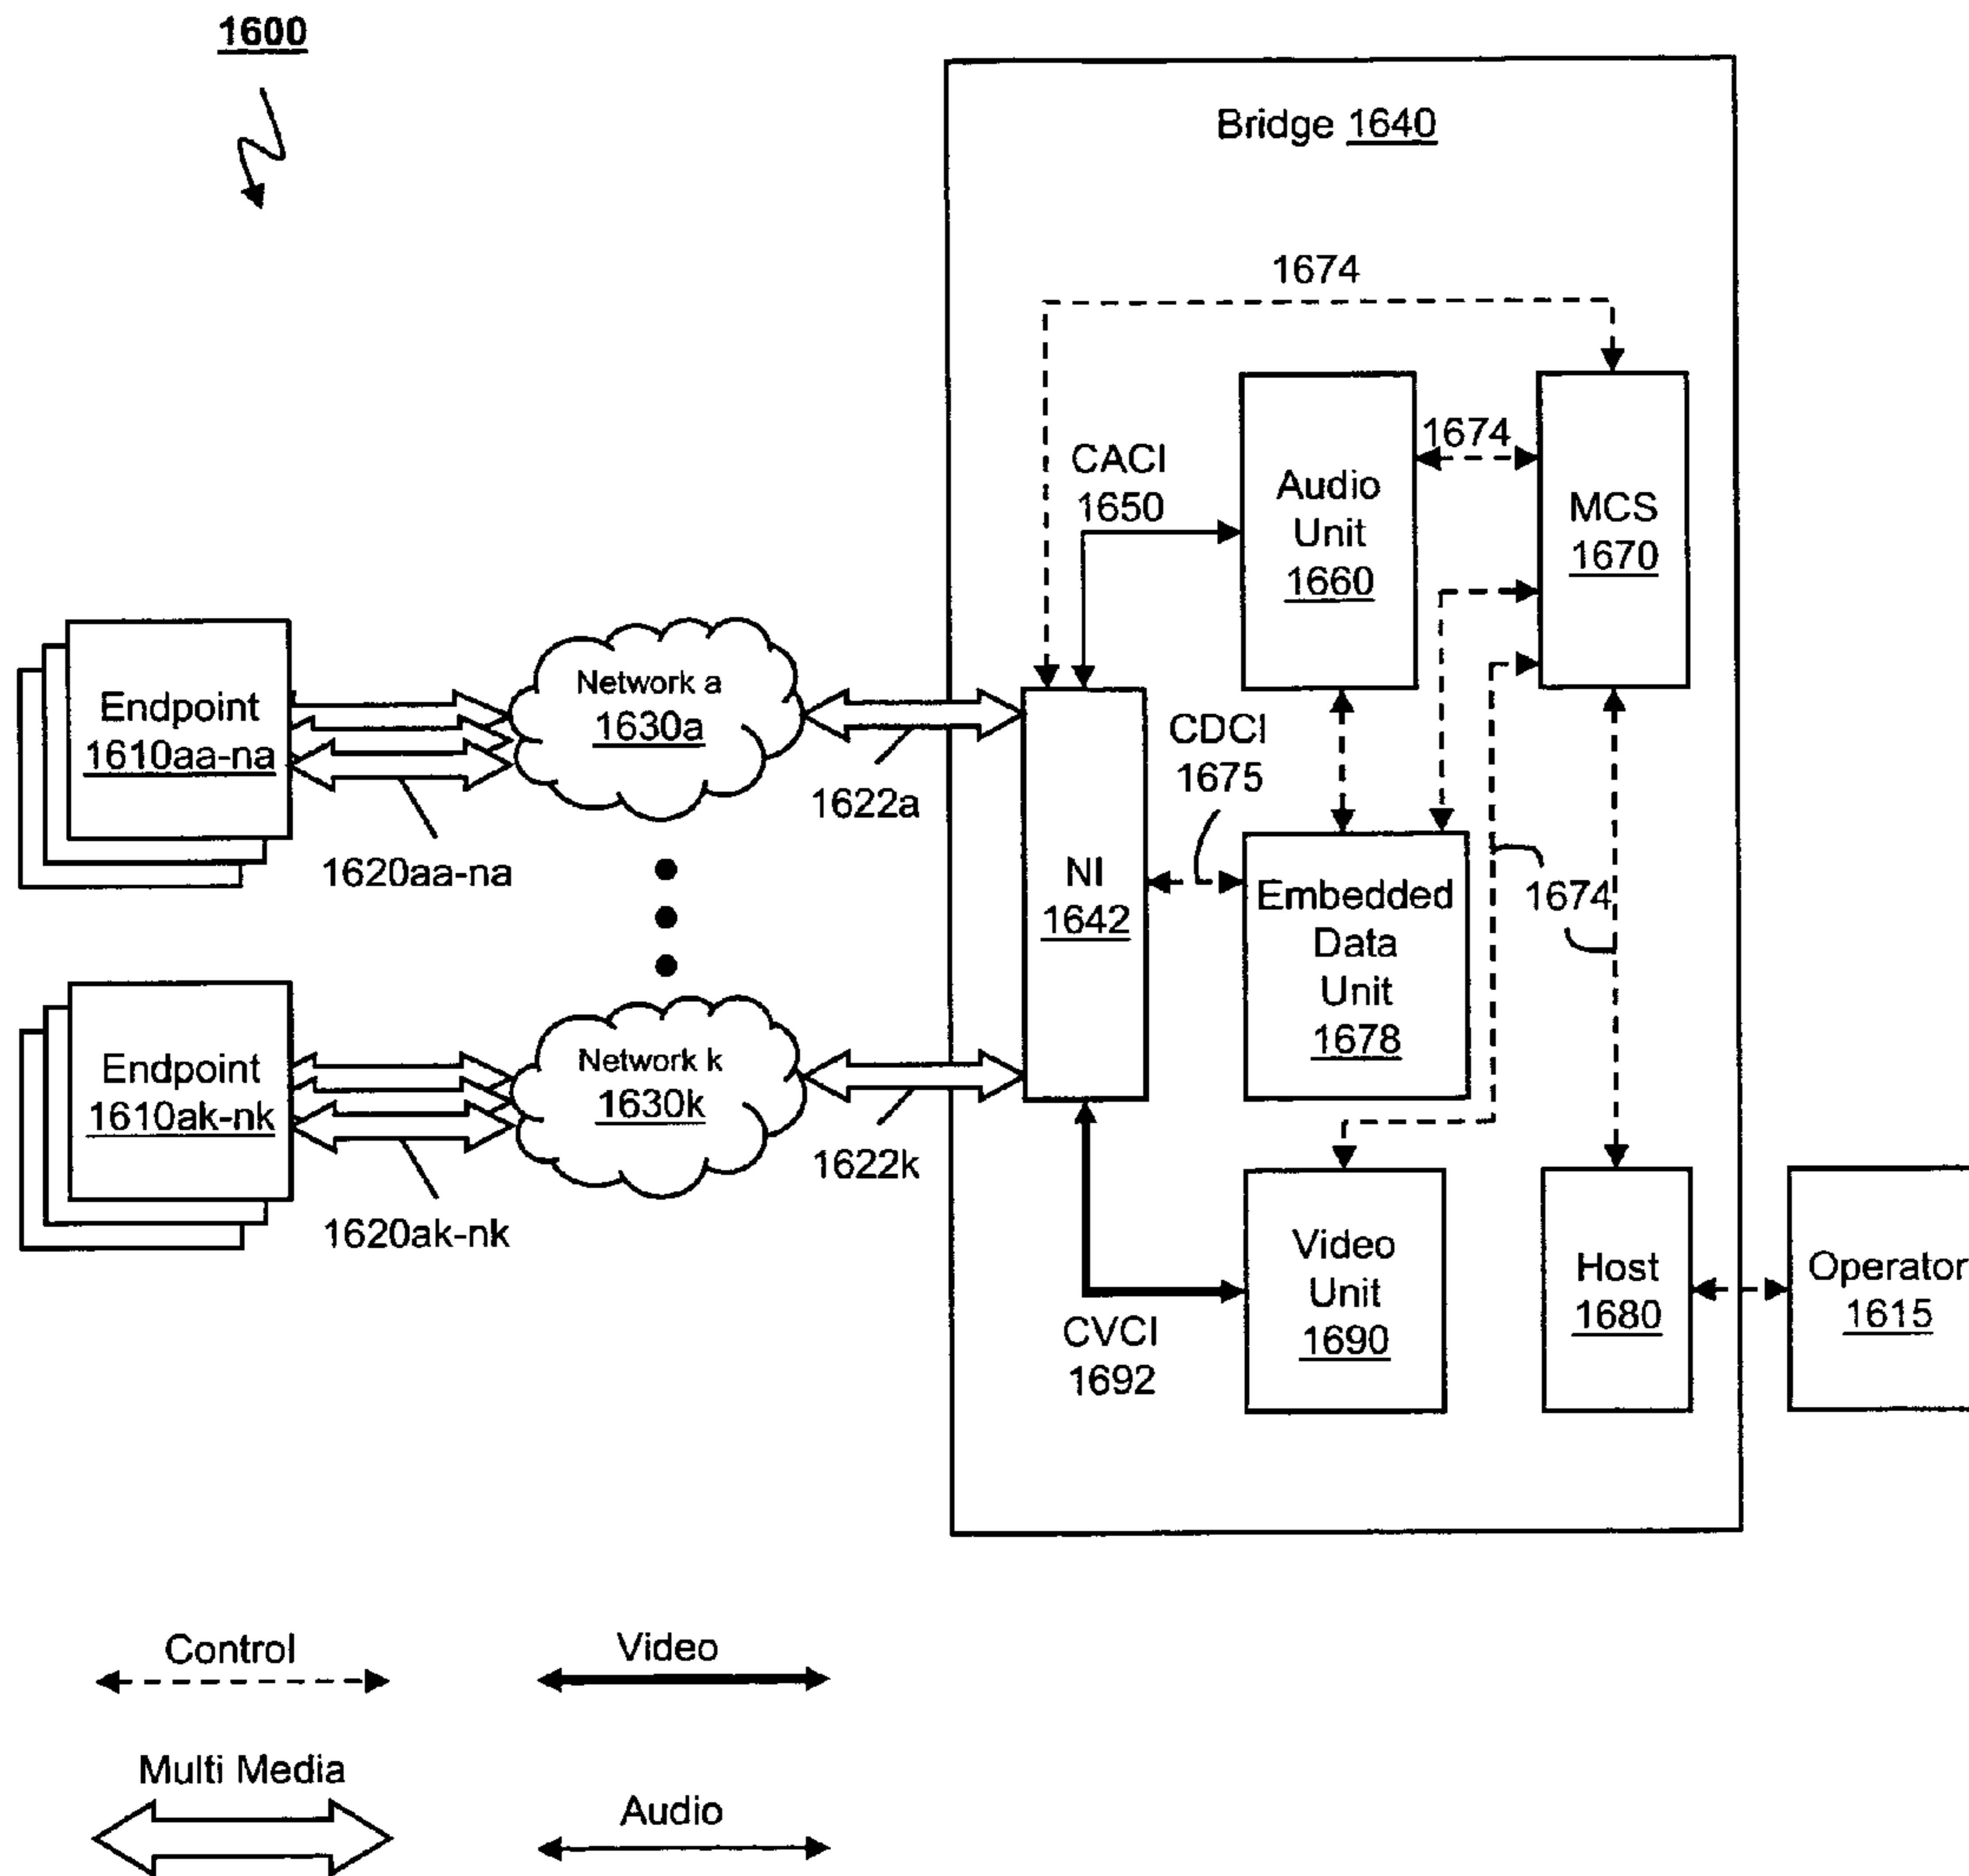 1600
Bridge 1640
1674
CACI
1650
Audio
Unit
1660
1674
MCS
1670
Endpoint
1610aa-na
1620aa-na
Network a
1630a
1622a
CDCI
1675
NI
1642
Embedded
Data
Unit
1678
1674
Endpoint
1610ak-nk
1620ak-nk
Network k
1630k
1622k
CVCI
1692
Video
Unit
1690
Host
1680
Operator
1615
Control
Video
Multi Media
Audio